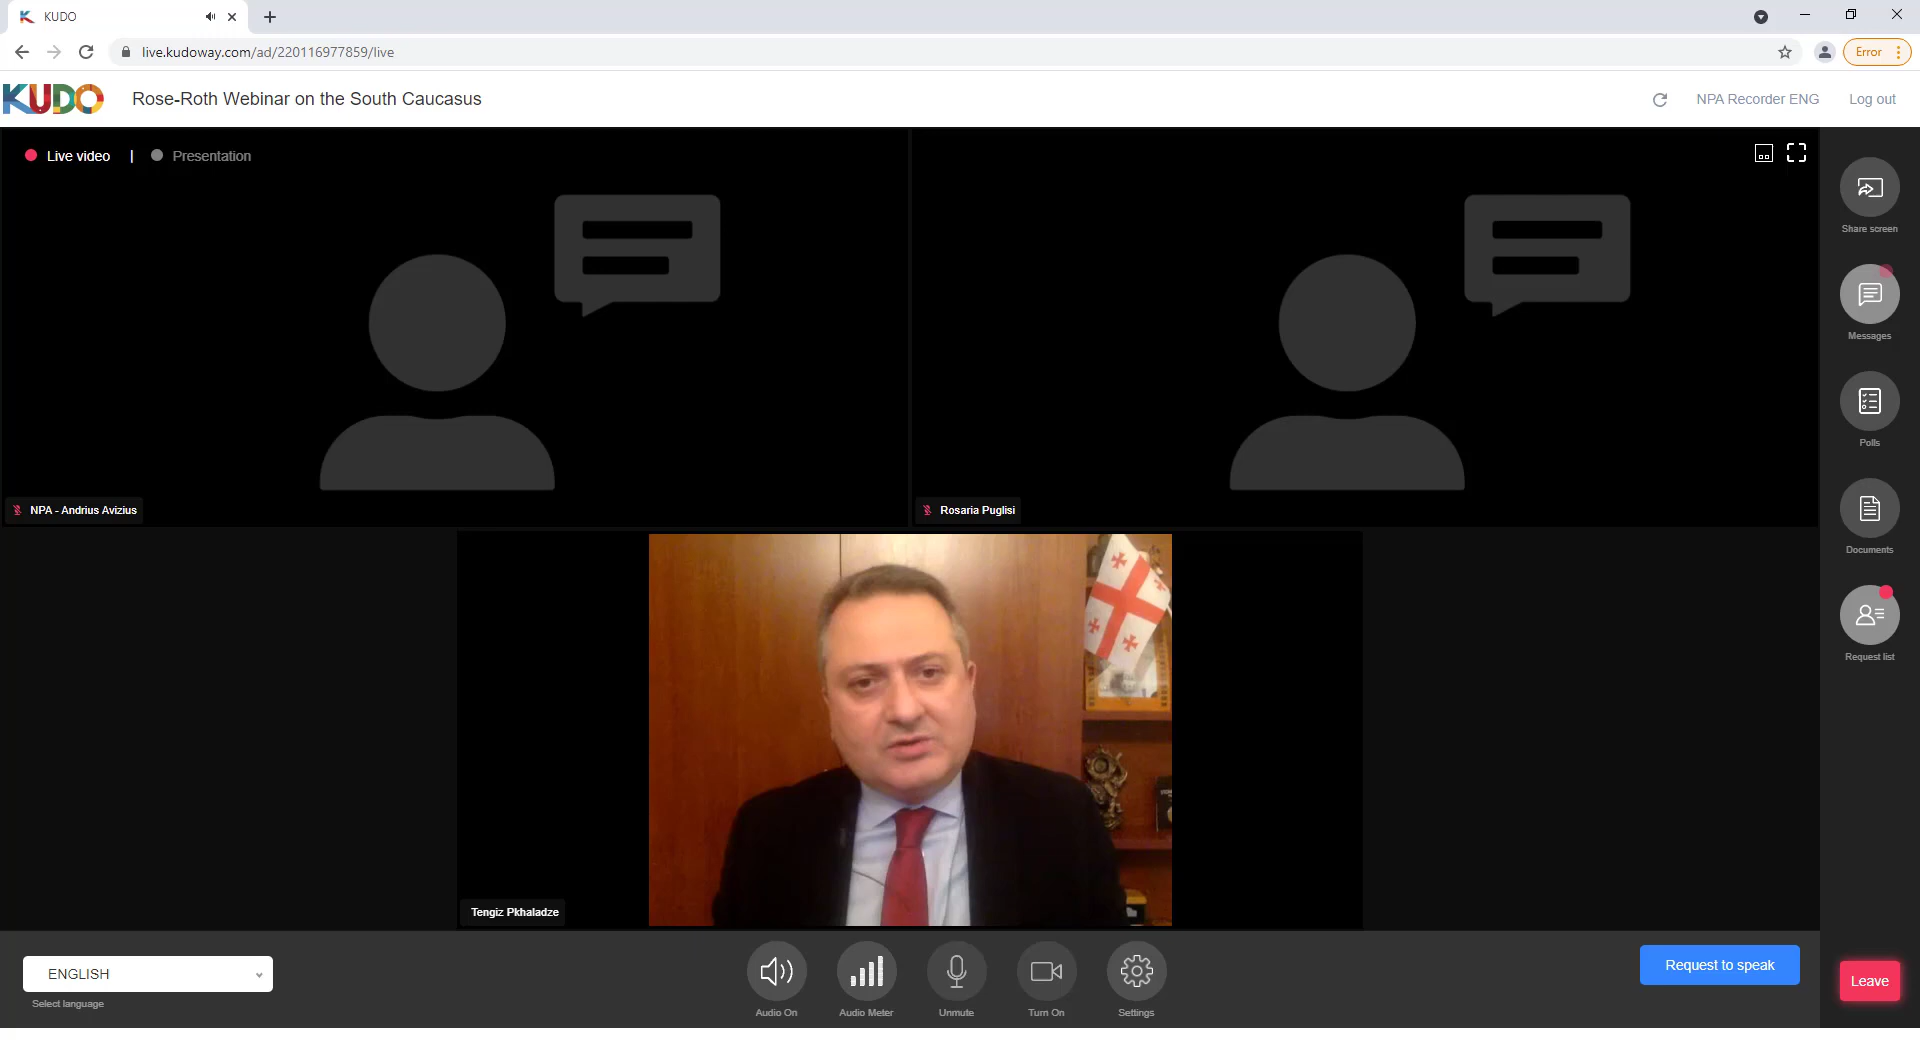 KUDO
live.kudoway.com/ad/220116977859/live
Error
KUDO
Rose-Roth Webinar on the South Caucasus
NPA Recorder ENG
Log out
Live video | Presentation
Share screen
Messages
Polls
Documents
Request list
NPA - Andrius Avizius
Rosaria Puglisi
Tengiz Pkhaladze
ENGLISH
Select language
Audio On
Audio Meter
Unmute
Turn On
Settings
Request to speak
Leave